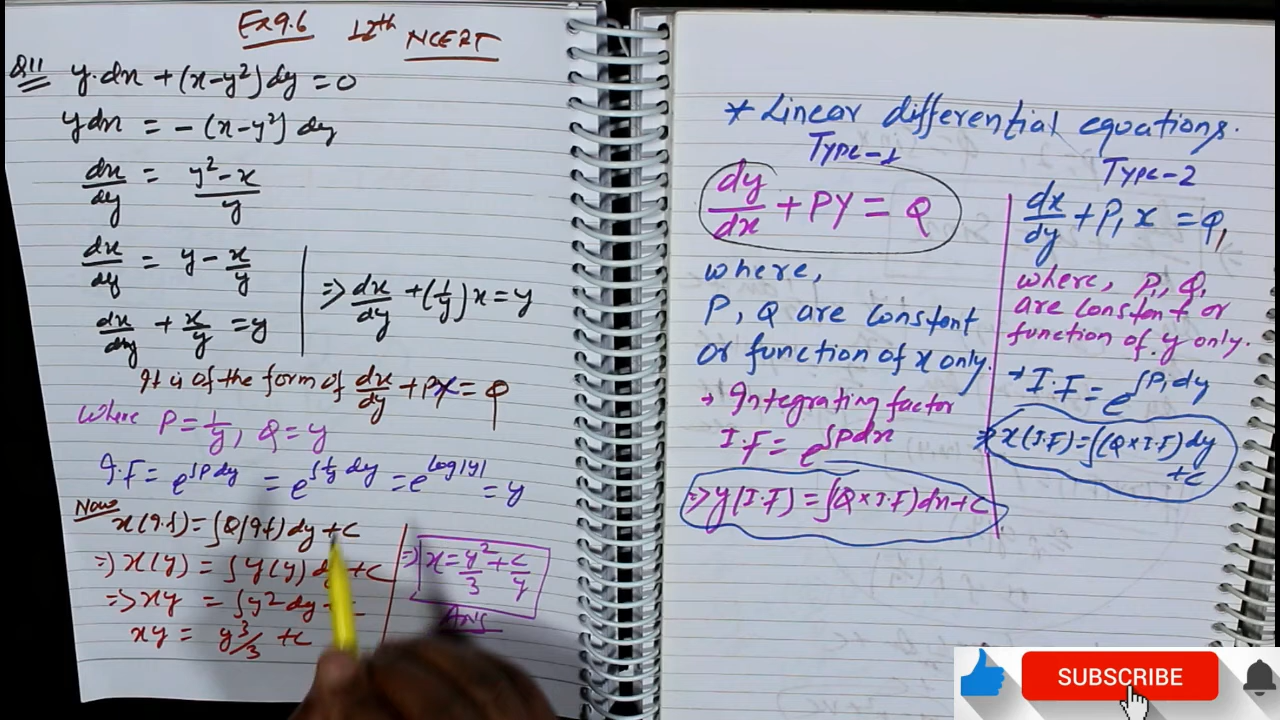 Ex 9.6 12th NCERT
Q11 y.dx + (x-y²) dy = 0
ydx = -(x-y²) dy
dx/dy = y²-x/y
dx/dy = y - x/y
dx/dy + x/y = y
=> dx/dy + (1/y) x = y
It is of the form of dx/dy + Px = Q
Where P = 1/y, Q = y
I.F = e^∫Pdy = e^∫1/y dy = e^log|y| = y
Now
x(I.f) = ∫Q(If) dy + C
=> x(y) = ∫y(y) dy + C
=> xy = ∫y² dy + C
xy = y³/3 + C
=> x = y²/3 + C/y
Ans
* Linear differential equations.
Type-1
dy/dx + PY = Q
where,
P, Q are constant
or function of x only.
→ Integrating factor
I.F = e^∫Pdx
=> y(I.F) = ∫(Q×I.F)dx+C
Type-2
dx/dy + P₁x = Q₁
where, P₁, Q₁
are constant or
function of y only.
→ I.F = e^∫P₁dy
=> x(I.F) = ∫(Q×I.F)dy
+C
SUBSCRIBE